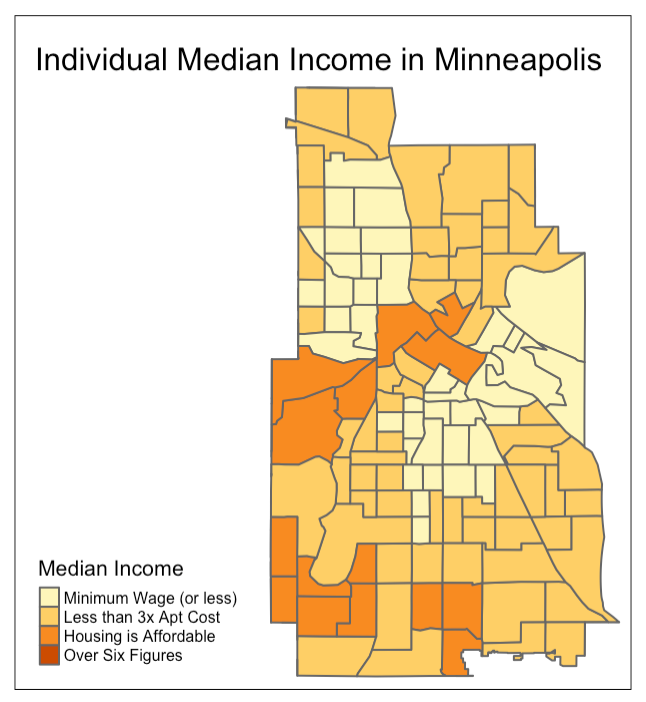 Individual Median Income in Minneapolis
Median Income
Minimum Wage (or less)
Less than 3x Apt Cost
Housing is Affordable
Over Six Figures